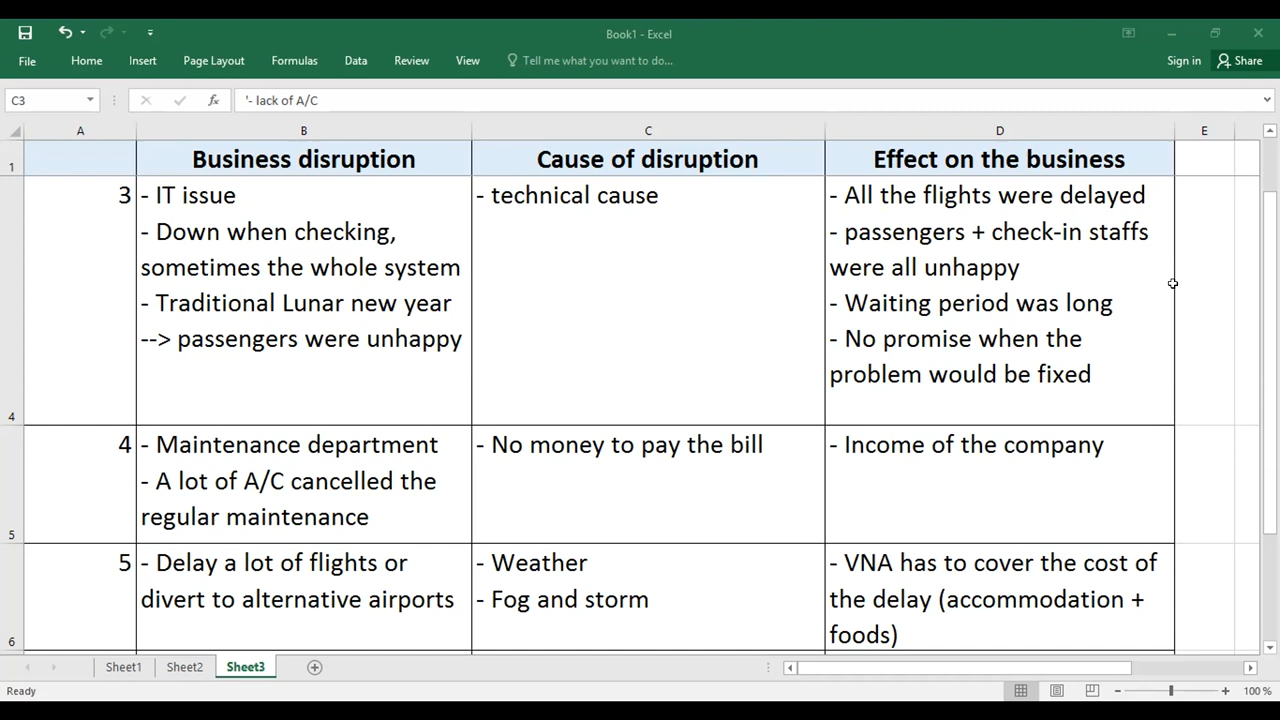 Book1 - Excel
File Home Insert Page Layout Formulas Data Review View Tell me what you want to do... Sign in Share
C3 fx '- lack of A/C
A B C D E
1 Business disruption Cause of disruption Effect on the business
3 - IT issue - technical cause - All the flights were delayed
- Down when checking, - passengers + check-in staffs
sometimes the whole system were all unhappy
- Traditional Lunar new year - Waiting period was long
--> passengers were unhappy - No promise when the
problem would be fixed
4
4 - Maintenance department - No money to pay the bill - Income of the company
- A lot of A/C cancelled the
regular maintenance
5
5 - Delay a lot of flights or - Weather - VNA has to cover the cost of
divert to alternative airports - Fog and storm the delay (accommodation +
6 foods)
Sheet1 Sheet2 Sheet3
Ready 100 %